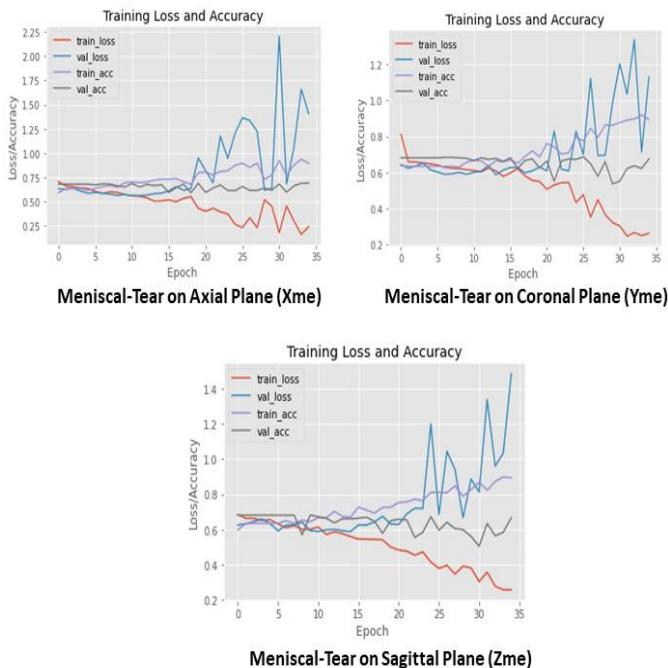 Training Loss and Accuracy
train_loss
val_loss
train_acc
val_acc
Loss/Accuracy
2.25
2.00
1.75
1.50
1.25
1.00
0.75
0.50
0.25
0 5 10 15 20 25 30 35
Epoch
Meniscal-Tear on Axial Plane (Xme)
Training Loss and Accuracy
train_loss
val_loss
train_acc
val_acc
Loss/Accuracy
1.2
1.0
0.8
0.6
0.4
0.2
0 5 10 15 20 25 30 35
Epoch
Meniscal-Tear on Coronal Plane (Yme)
Training Loss and Accuracy
train_loss
val_loss
train_acc
val_acc
Loss/Accuracy
1.4
1.2
1.0
0.8
0.6
0.4
0.2
0 5 10 15 20 25 30 35
Epoch
Meniscal-Tear on Sagittal Plane (Zme)